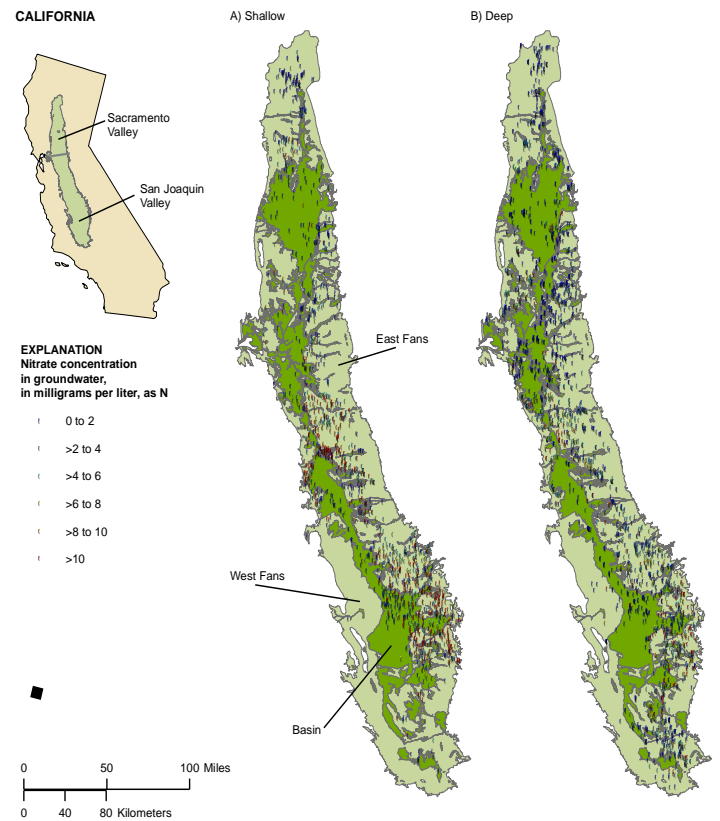 CALIFORNIA
A) Shallow
B) Deep
Sacramento
Valley
San Joaquin
Valley
EXPLANATION
Nitrate concentration
in groundwater,
in milligrams per liter, as N
0 to 2
>2 to 4
>4 to 6
>6 to 8
>8 to 10
>10
East Fans
West Fans
Basin
0 50 100 Miles
0 40 80 Kilometers